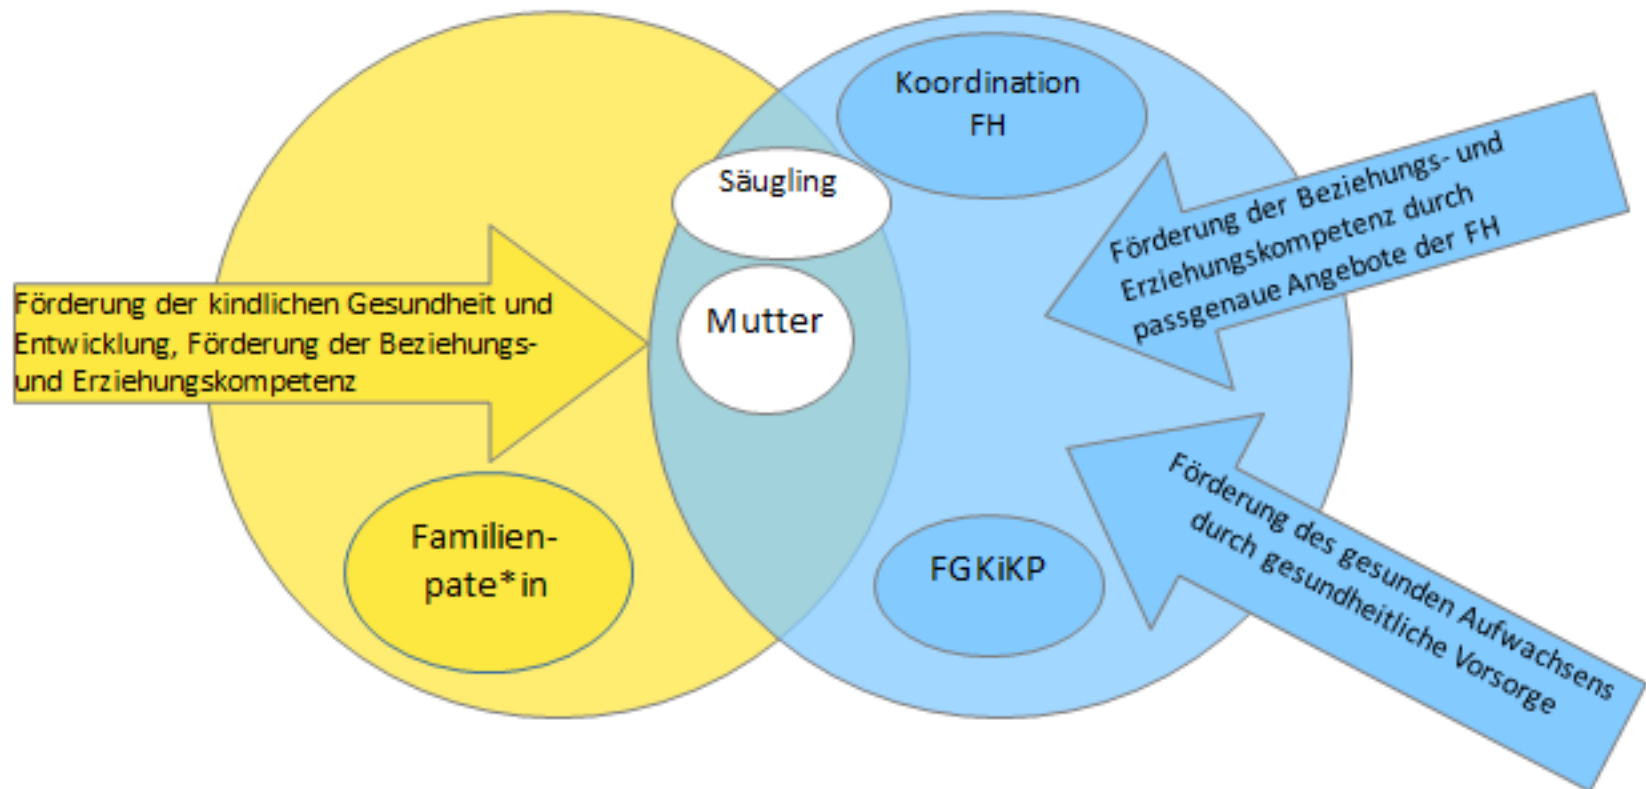 Koordination
FH
Säugling
Mutter
Förderung der kindlichen Gesundheit und
Entwicklung, Förderung der Beziehungs-
und Erziehungskompetenz
Familien-
pate*in
FGKiKP
Förderung der Beziehungs- und
Erziehungskompetenz durch
passgenaue Angebote der FH
Förderung des gesunden Aufwachsens
durch gesundheitliche Vorsorge